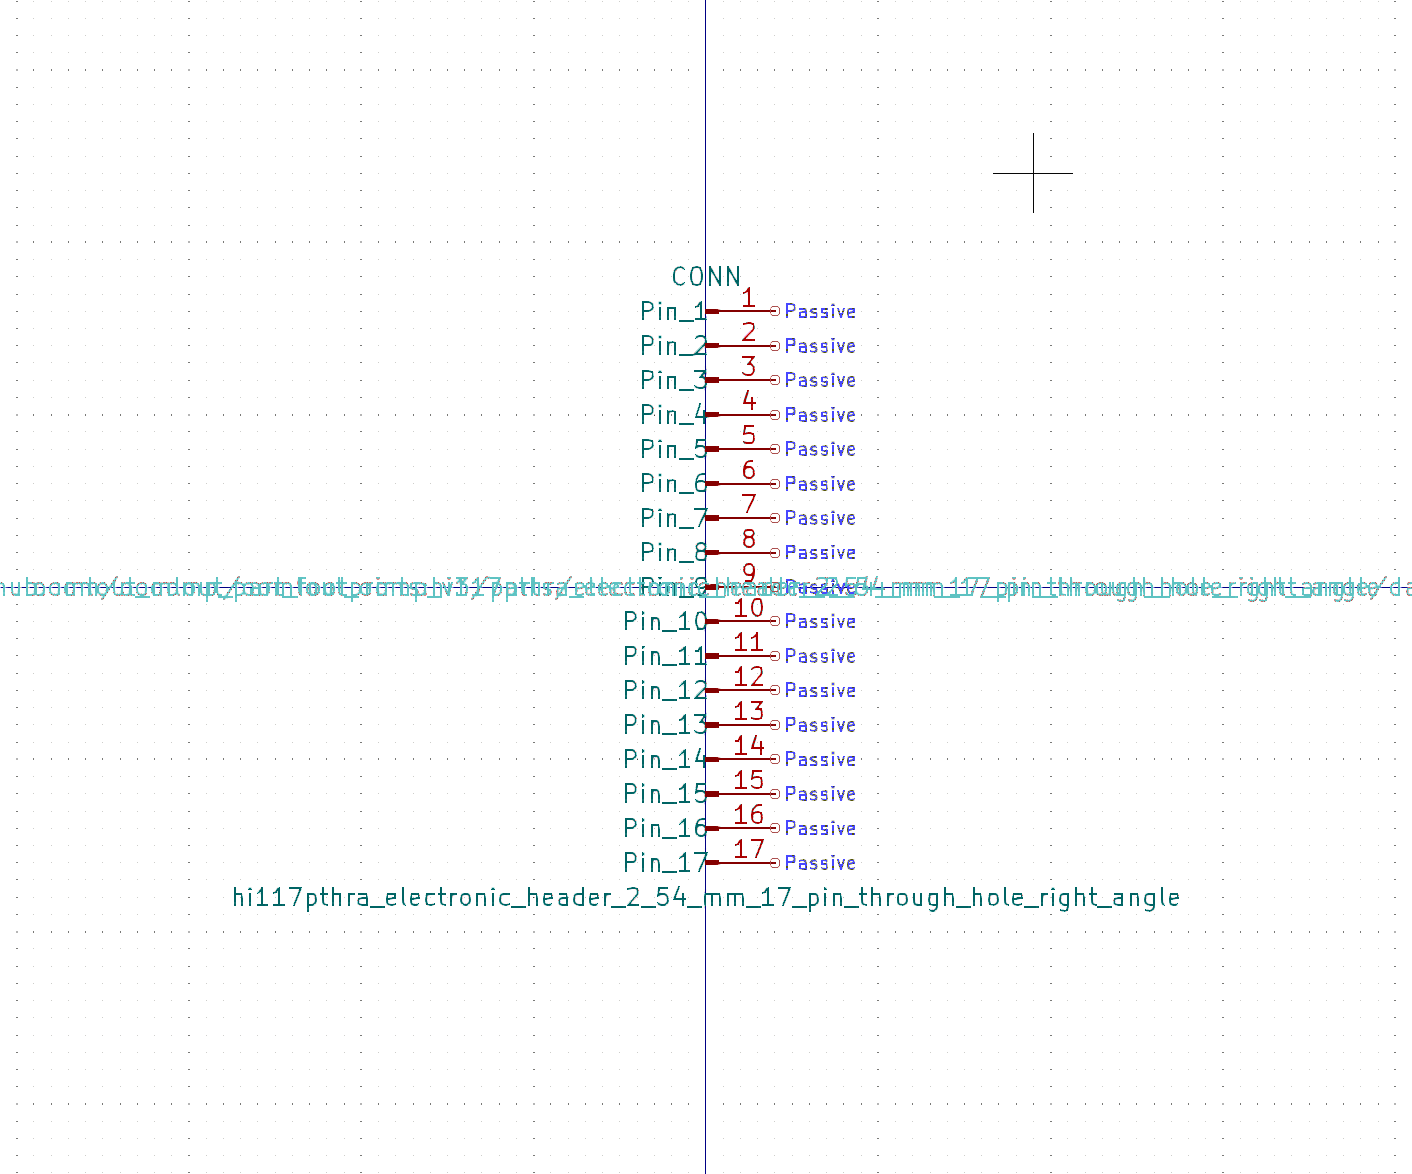 CONN
Pin_1 1 Passive
Pin_2 2 Passive
Pin_3 3 Passive
Pin_4 4 Passive
Pin_5 5 Passive
Pin_6 6 Passive
Pin_7 7 Passive
Pin_8 8 Passive
Pin_9 9 Passive
Pin_10 10 Passive
Pin_11 11 Passive
Pin_12 12 Passive
Pin_13 13 Passive
Pin_14 14 Passive
Pin_15 15 Passive
Pin_16 16 Passive
Pin_17 17 Passive
hi117pthra_electronic_header_2_54_mm_17_pin_through_hole_right_angle